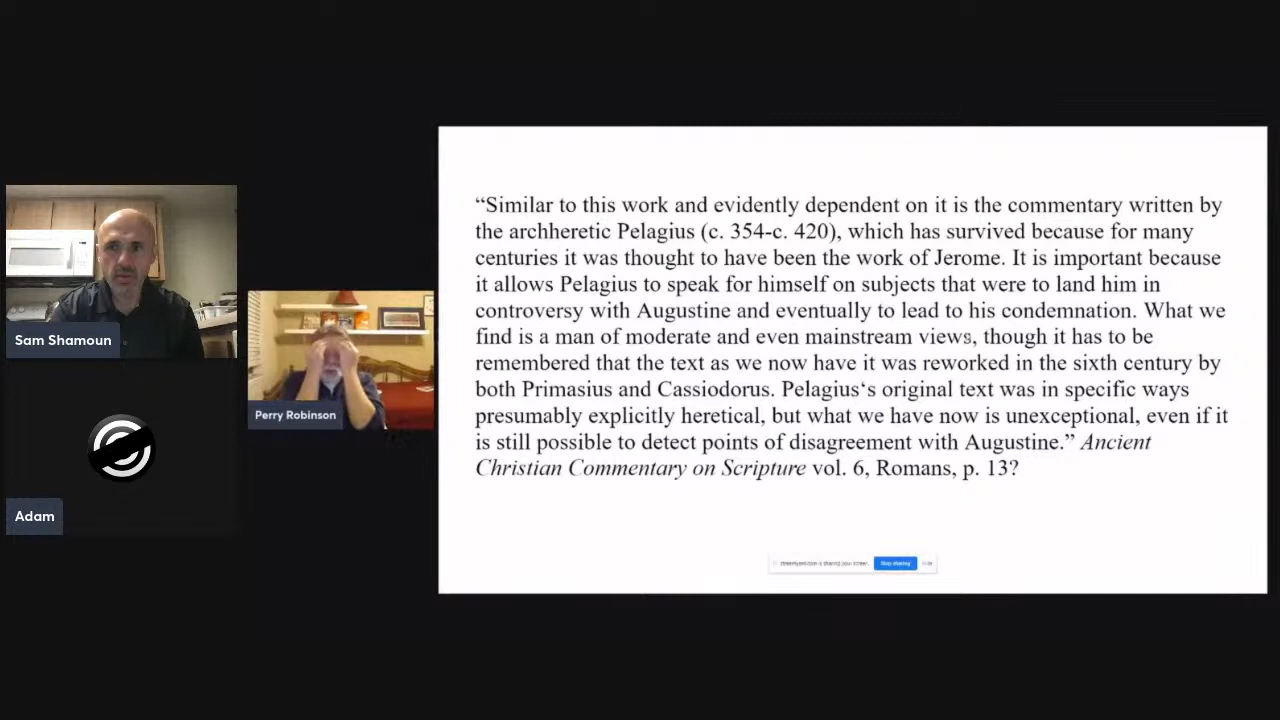 Sam Shamoun
Perry Robinson
Adam
“Similar to this work and evidently dependent on it is the commentary written by
the archheretic Pelagius (c. 354-c. 420), which has survived because for many
centuries it was thought to have been the work of Jerome. It is important because
it allows Pelagius to speak for himself on subjects that were to land him in
controversy with Augustine and eventually to lead to his condemnation. What we
find is a man of moderate and even mainstream views, though it has to be
remembered that the text as we now have it was reworked in the sixth century by
both Primasius and Cassiodorus. Pelagius‘s original text was in specific ways
presumably explicitly heretical, but what we have now is unexceptional, even if it
is still possible to detect points of disagreement with Augustine.” Ancient
Christian Commentary on Scripture vol. 6, Romans, p. 13?
is sharing your screen.
Stop sharing